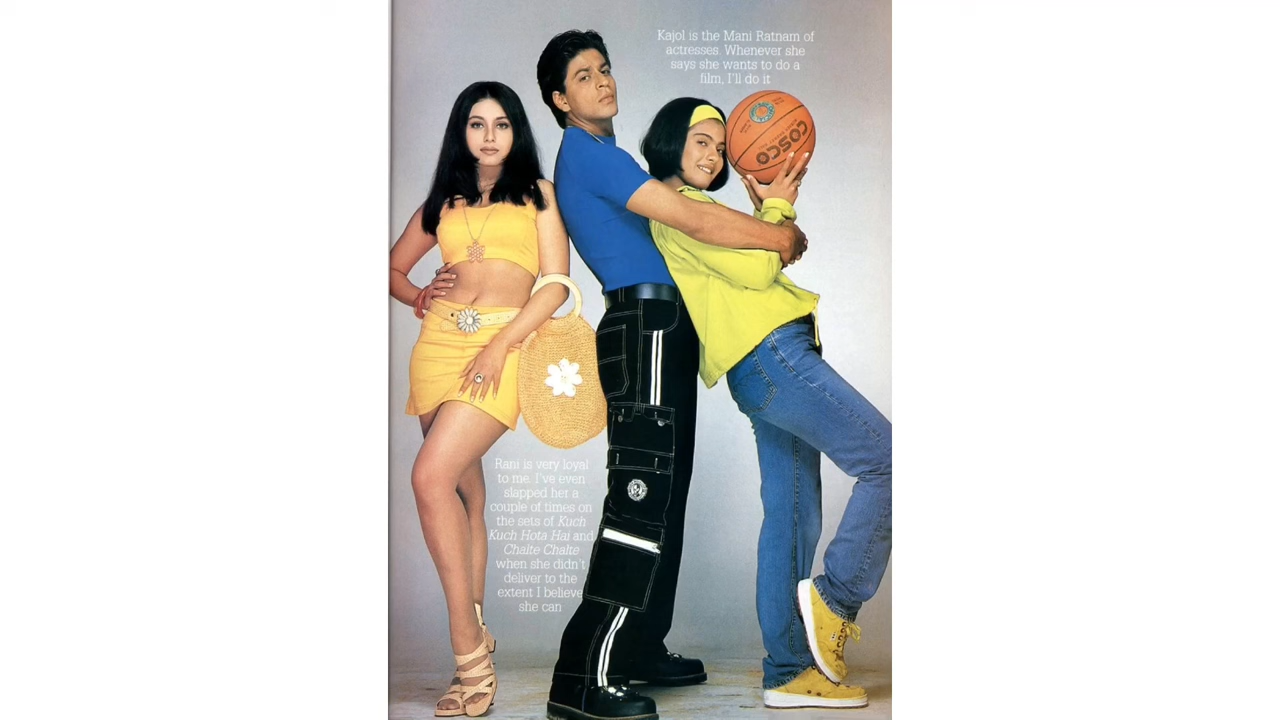 Kajol is the Mani Ratnam of
actresses. Whenever she
says she wants to do a
film, I'll do it
COSCO
Rani is very loyal
to me. I've even
slapped her a
couple of times on
the sets of Kuch
Kuch Hota Hai and
Chalte Chalte
when she didn't
deliver to the
extent I believe
she can